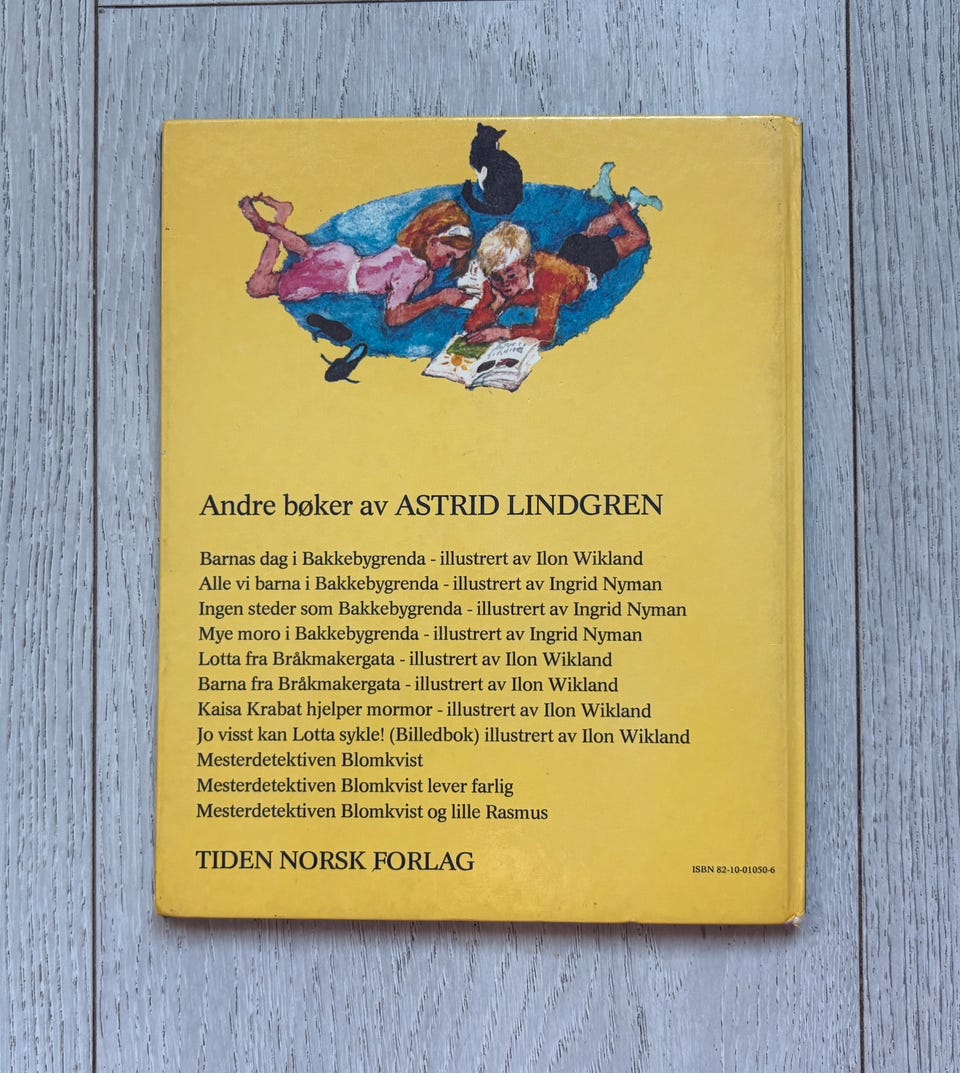 Andre bøker av ASTRID LINDGREN
Barnas dag i Bakkebygrenda - illustrert av Ilon Wikland
Alle vi barna i Bakkebygrenda - illustrert av Ingrid Nyman
Ingen steder som Bakkebygrenda - illustrert av Ingrid Nyman
Mye moro i Bakkebygrenda - illustrert av Ingrid Nyman
Lotta fra Bråkmakergata - illustrert av Ilon Wikland
Barna fra Bråkmakergata - illustrert av Ilon Wikland
Kaisa Krabat hjelper mormor - illustrert av Ilon Wikland
Jo visst kan Lotta sykle! (Billedbok) illustrert av Ilon Wikland
Mesterdetektiven Blomkvist
Mesterdetektiven Blomkvist lever farlig
Mesterdetektiven Blomkvist og lille Rasmus
TIDEN NORSK FORLAG
ISBN 82-10-01050-6